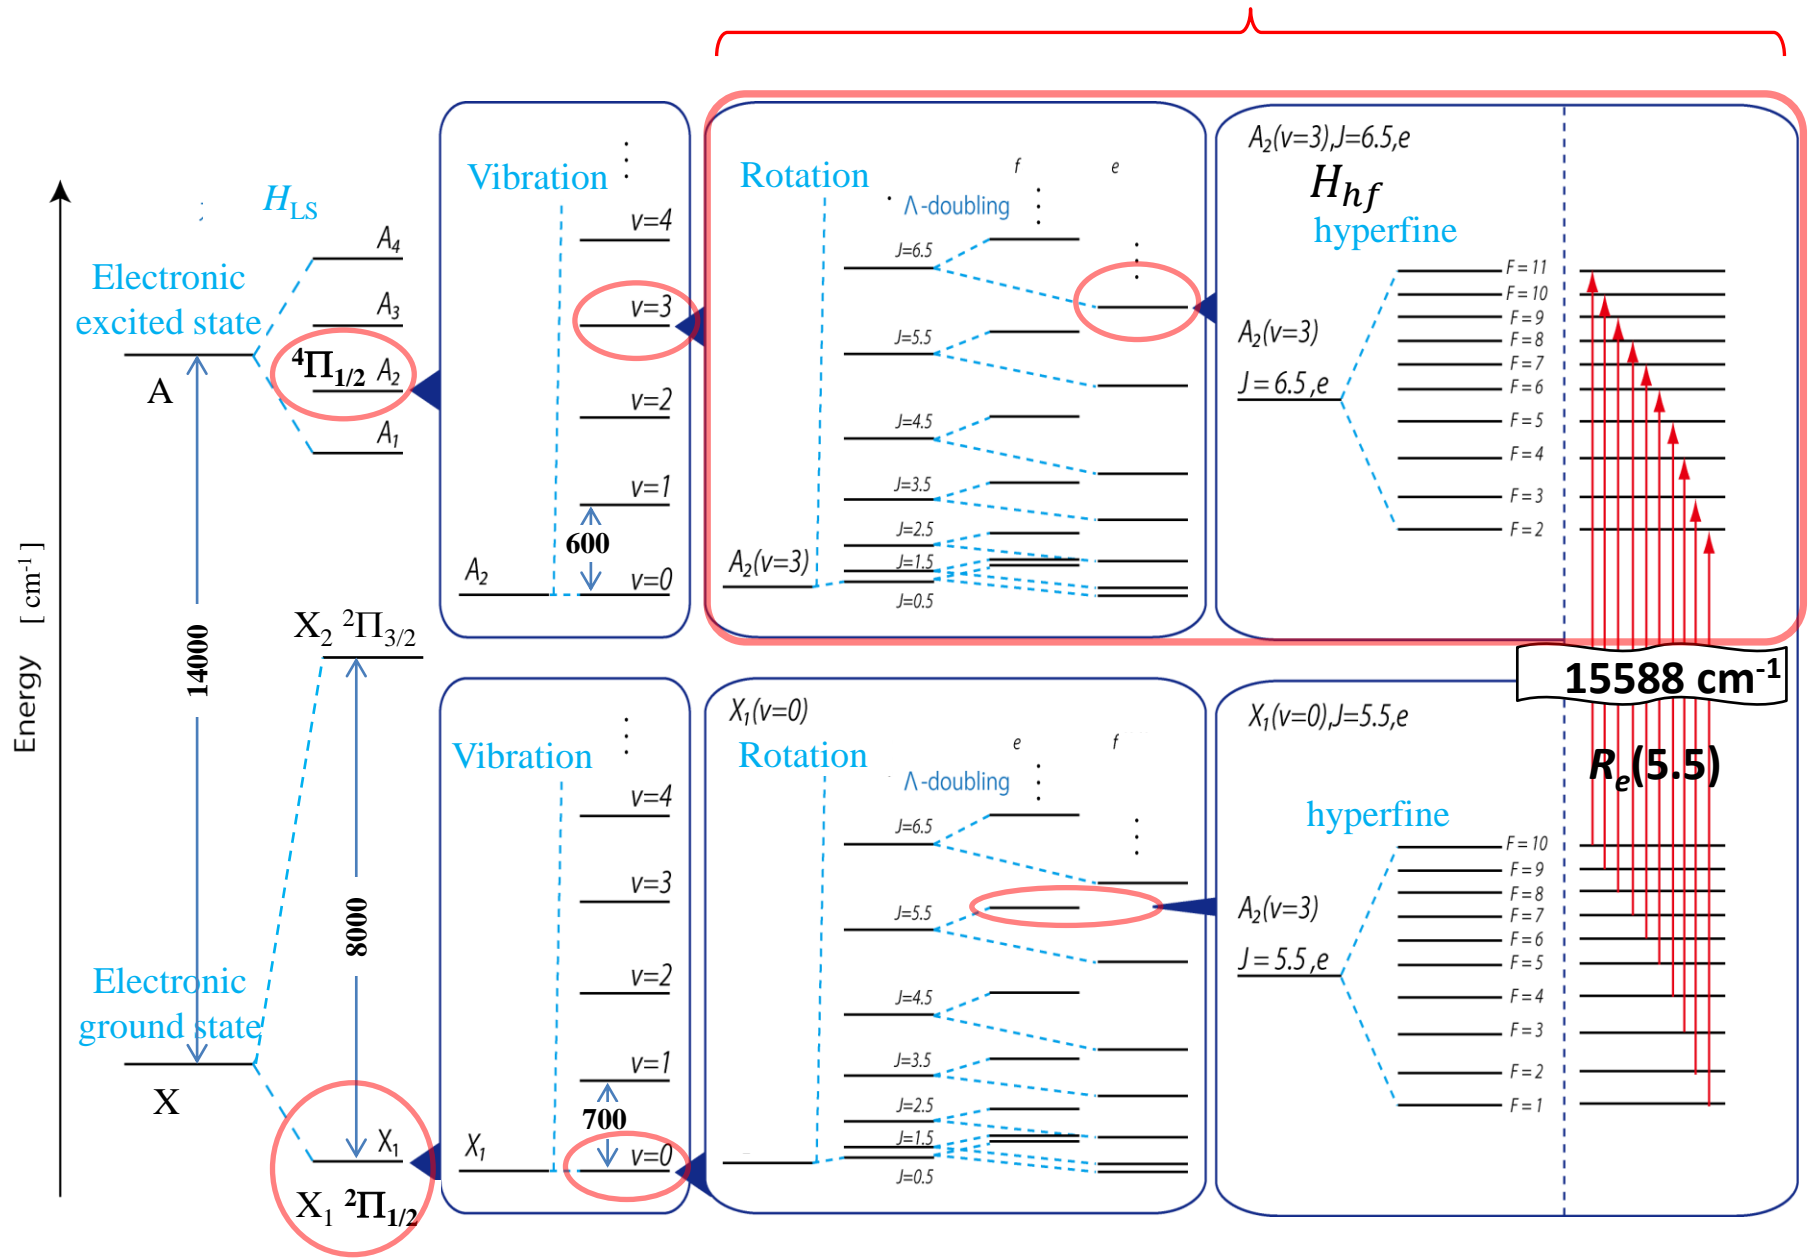 Energy [ cm⁻¹ ]
H_LS
Electronic
excited state
A
A₄
A₃
⁴Π₁/₂ A₂
A₁
14000
X₂ ²Π₃/₂
8000
Electronic
ground state
X
X₁
X₁ ²Π₁/₂
Vibration
v=4
v=3
v=2
v=1
600
A₂
v=0
Rotation
f
e
Λ-doubling
J=6.5
J=5.5
J=4.5
J=3.5
J=2.5
A₂(v=3)
J=1.5
J=0.5
A₂(v=3),J=6.5,e
H_hf
hyperfine
A₂(v=3)
J = 6.5 ,e
F = 11
F = 10
F = 9
F = 8
F = 7
F = 6
F = 5
F = 4
F = 3
F = 2
15588 cm⁻¹
Rₑ(5.5)
Vibration
v=4
v=3
v=2
v=1
700
X₁
v=0
X₁(v=0)
Rotation
e
f
Λ-doubling
J=6.5
J=5.5
J=4.5
J=3.5
J=2.5
J=1.5
J=0.5
X₁(v=0),J=5.5,e
hyperfine
A₂(v=3)
J = 5.5 ,e
F = 10
F = 9
F = 8
F = 7
F = 6
F = 5
F = 4
F = 3
F = 2
F = 1